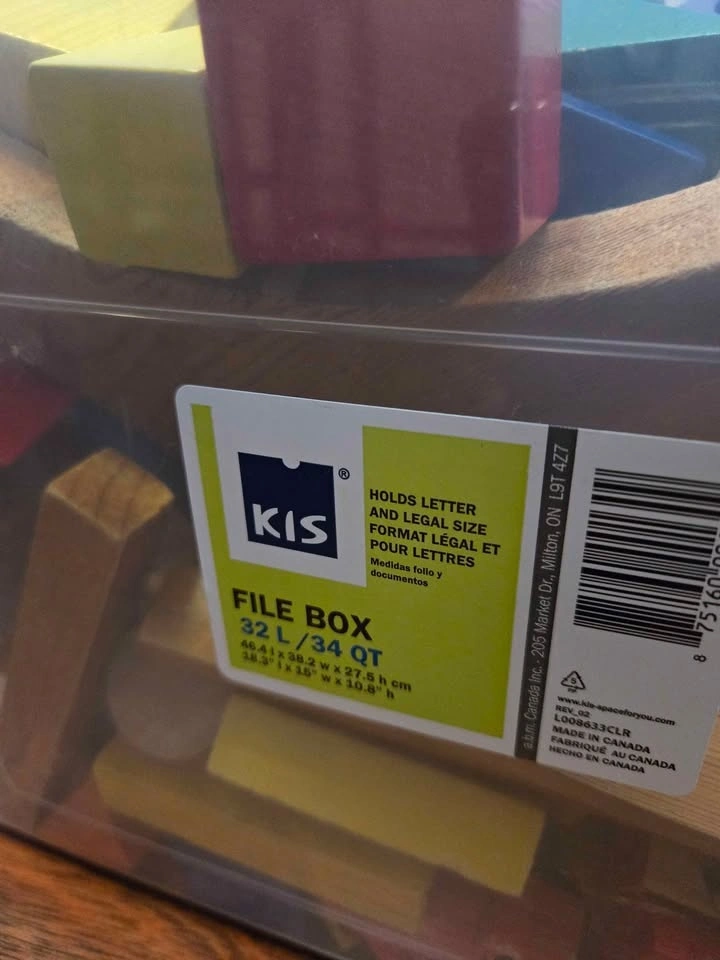 KIS®
HOLDS LETTER
AND LEGAL SIZE
FORMAT LÉGAL ET
POUR LETTRES
Medidas folio y
documentos
FILE BOX
32 L / 34 QT
46.4 l x 38.2 w x 27.5 h cm
18.3" l x 15" w x 10.8" h
a.b.m. Canada Inc. · 205 Market Dr., Milton, ON L9T 4Z7
5
PP
www.kis-spaceforyou.com
REV_02
L008633CLR
MADE IN CANADA
FABRIQUÉ AU CANADA
HECHO EN CANADA